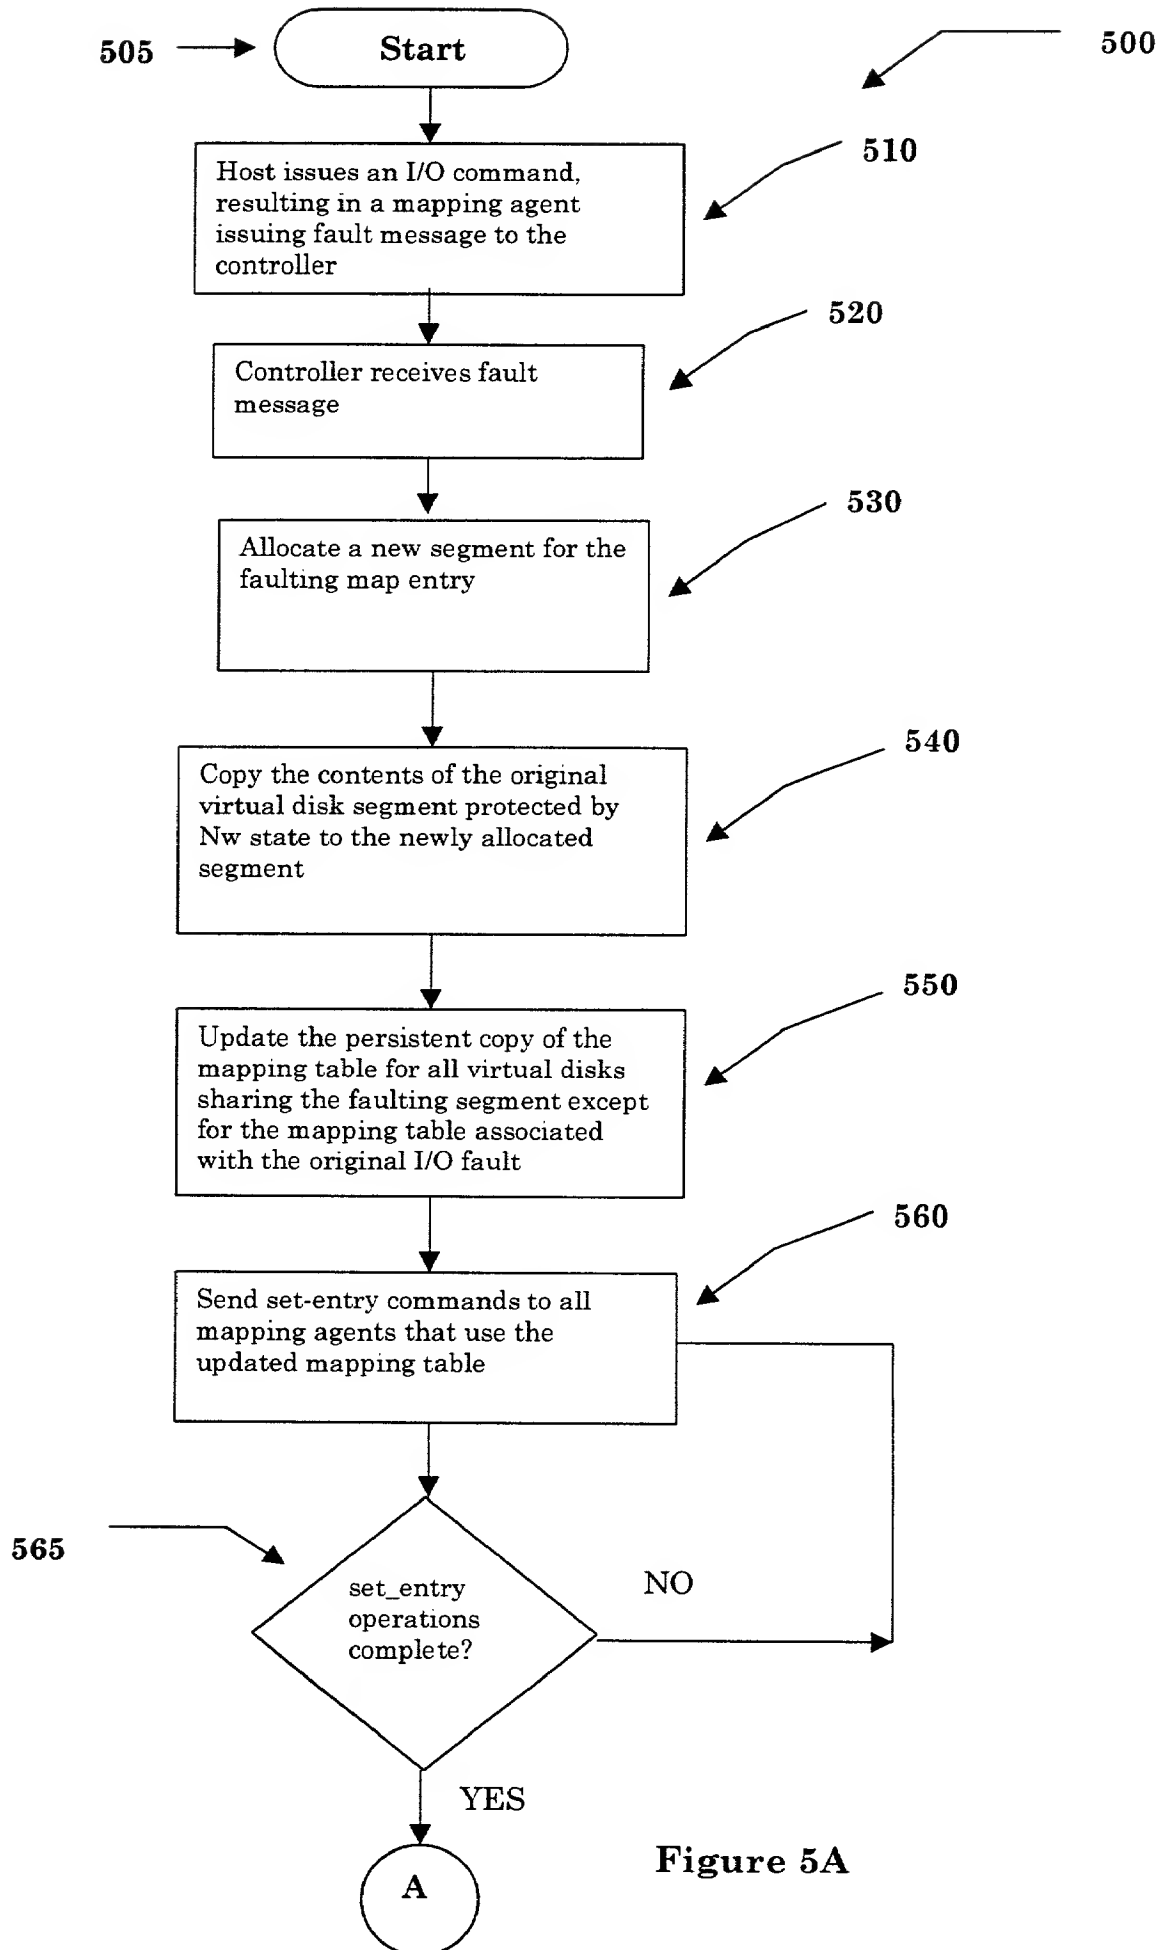 505
Start
500
510
Host issues an I/O command,
resulting in a mapping agent
issuing fault message to the
controller
520
Controller receives fault
message
530
Allocate a new segment for the
faulting map entry
540
Copy the contents of the original
virtual disk segment protected by
Nw state to the newly allocated
segment
550
Update the persistent copy of the
mapping table for all virtual disks
sharing the faulting segment except
for the mapping table associated
with the original I/O fault
560
Send set-entry commands to all
mapping agents that use the
updated mapping table
565
set_entry
operations
complete?
NO
YES
A
Figure 5A